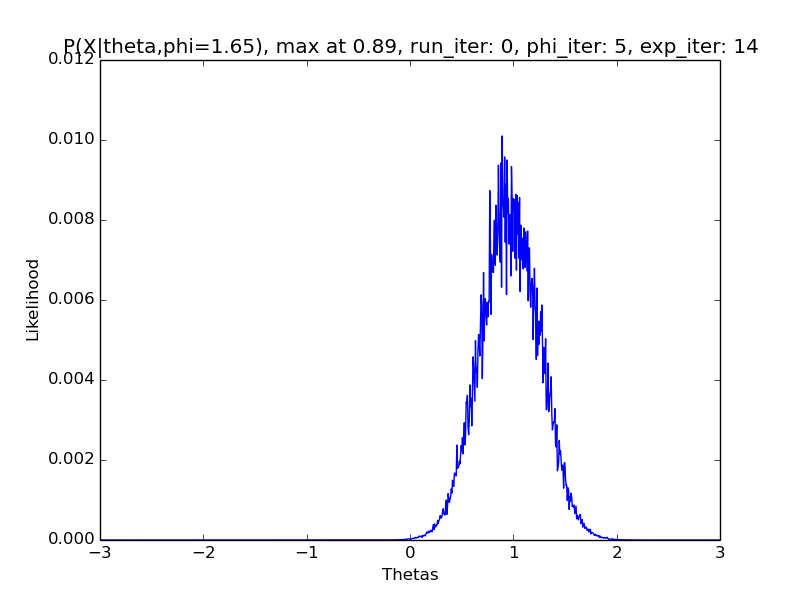 P(X|theta,phi=1.65), max at 0.89, run_iter: 0, phi_iter: 5, exp_iter: 14
0.012
0.010
0.008
0.006
0.004
0.002
0.000
Likelihood
−3 −2 −1 0 1 2 3
Thetas